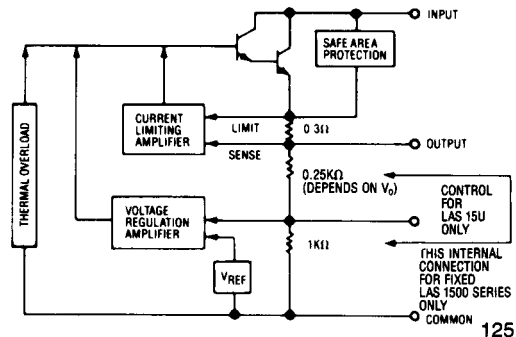 INPUT
SAFE AREA
PROTECTION
CURRENT
LIMITING
AMPLIFIER
LIMIT
0.3Ω
SENSE
OUTPUT
THERMAL OVERLOAD
0.25KΩ
(DEPENDS ON V₀)
CONTROL
FOR
LAS 15U
ONLY
VOLTAGE
REGULATION
AMPLIFIER
1KΩ
VREF
THIS INTERNAL
CONNECTION
FOR FIXED
LAS 1500 SERIES
ONLY
COMMON
125